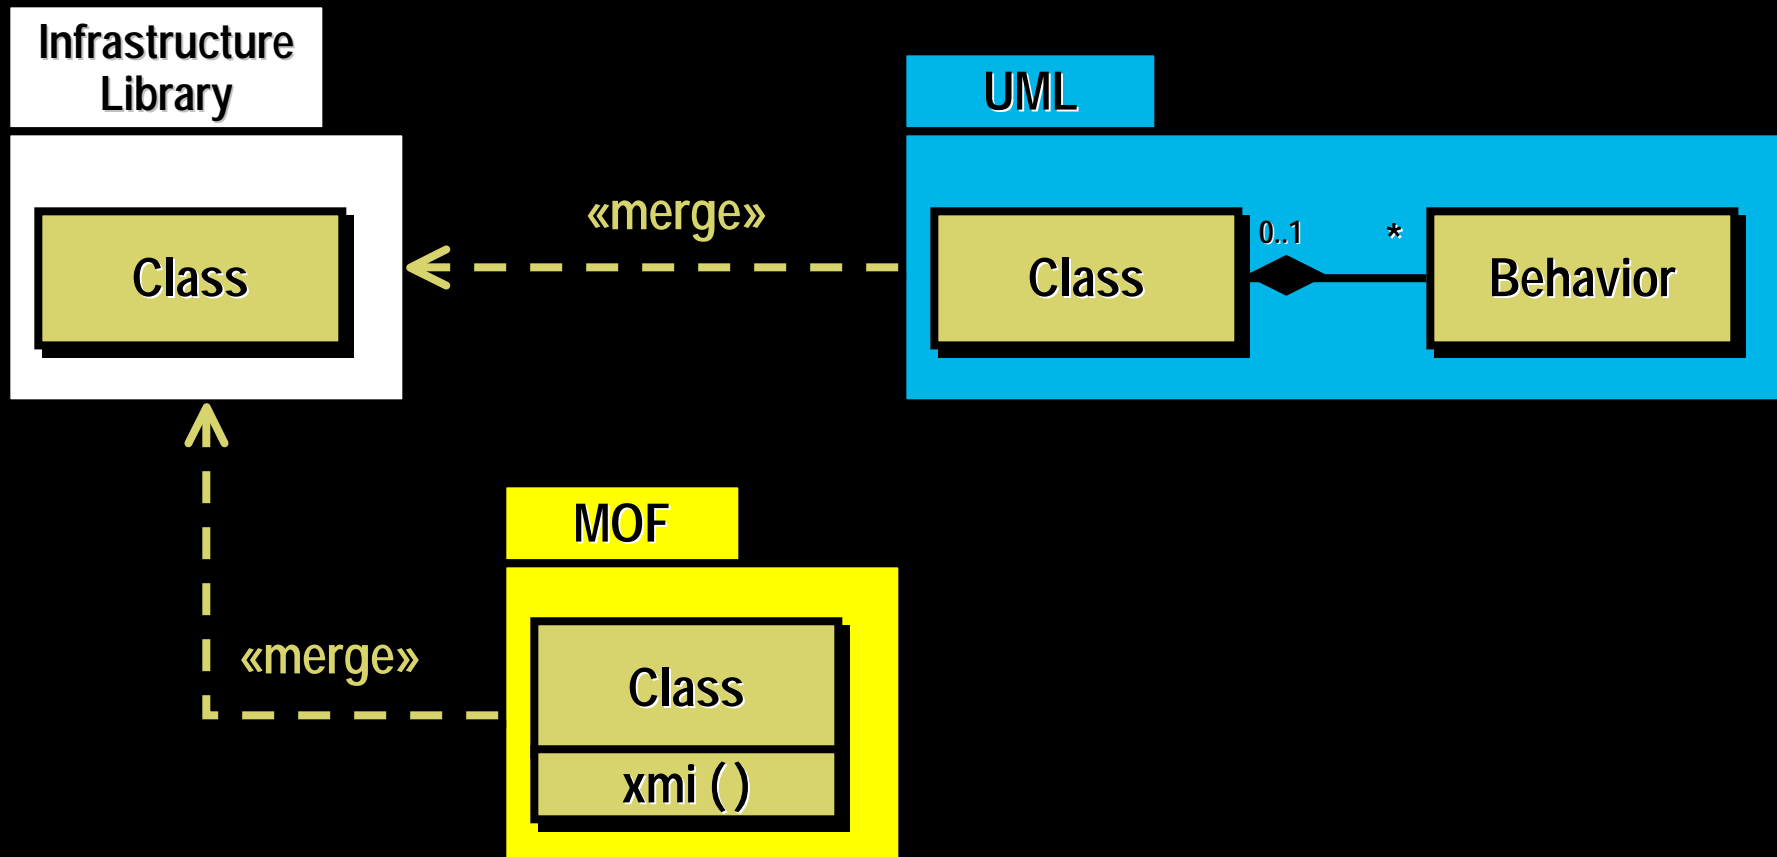 Infrastructure
Library
UML
«merge»
Class
Class
0..1
*
Behavior
MOF
«merge»
Class
xmi ( )